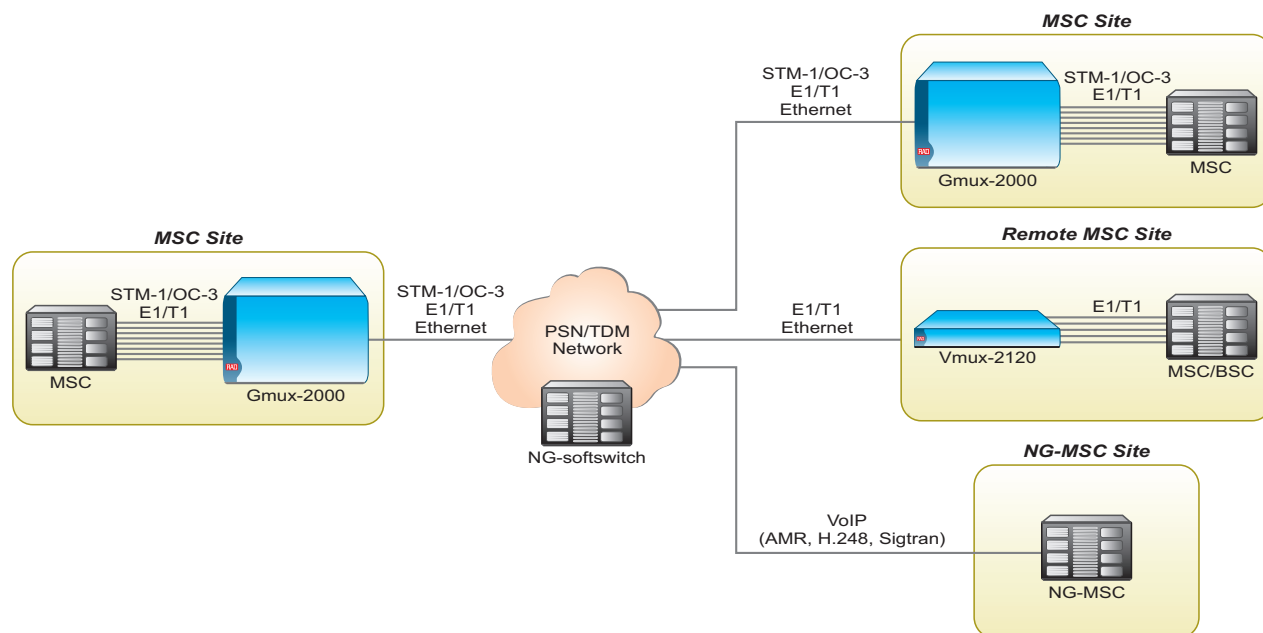 MSC Site
STM-1/OC-3
E1/T1
Ethernet
STM-1/OC-3
E1/T1
RAD
Gmux-2000
MSC
MSC Site
STM-1/OC-3
E1/T1
RAD
MSC
Gmux-2000
STM-1/OC-3
E1/T1
Ethernet
PSN/TDM
Network
NG-softswitch
Remote MSC Site
E1/T1
Ethernet
E1/T1
RAD
Vmux-2120
MSC/BSC
NG-MSC Site
VoIP
(AMR, H.248, Sigtran)
NG-MSC